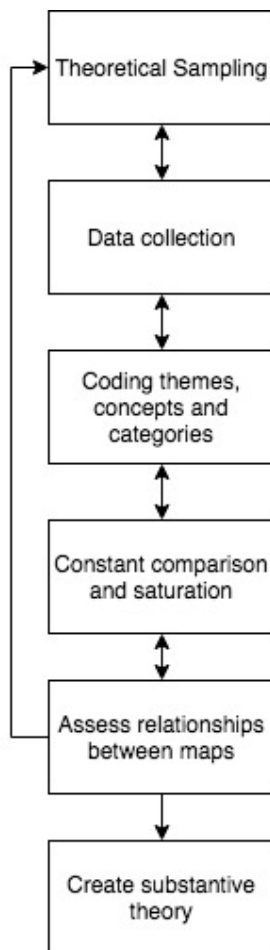 Theoretical Sampling
Data collection
Coding themes,
concepts and
categories
Constant comparison
and saturation
Assess relationships
between maps
Create substantive
theory